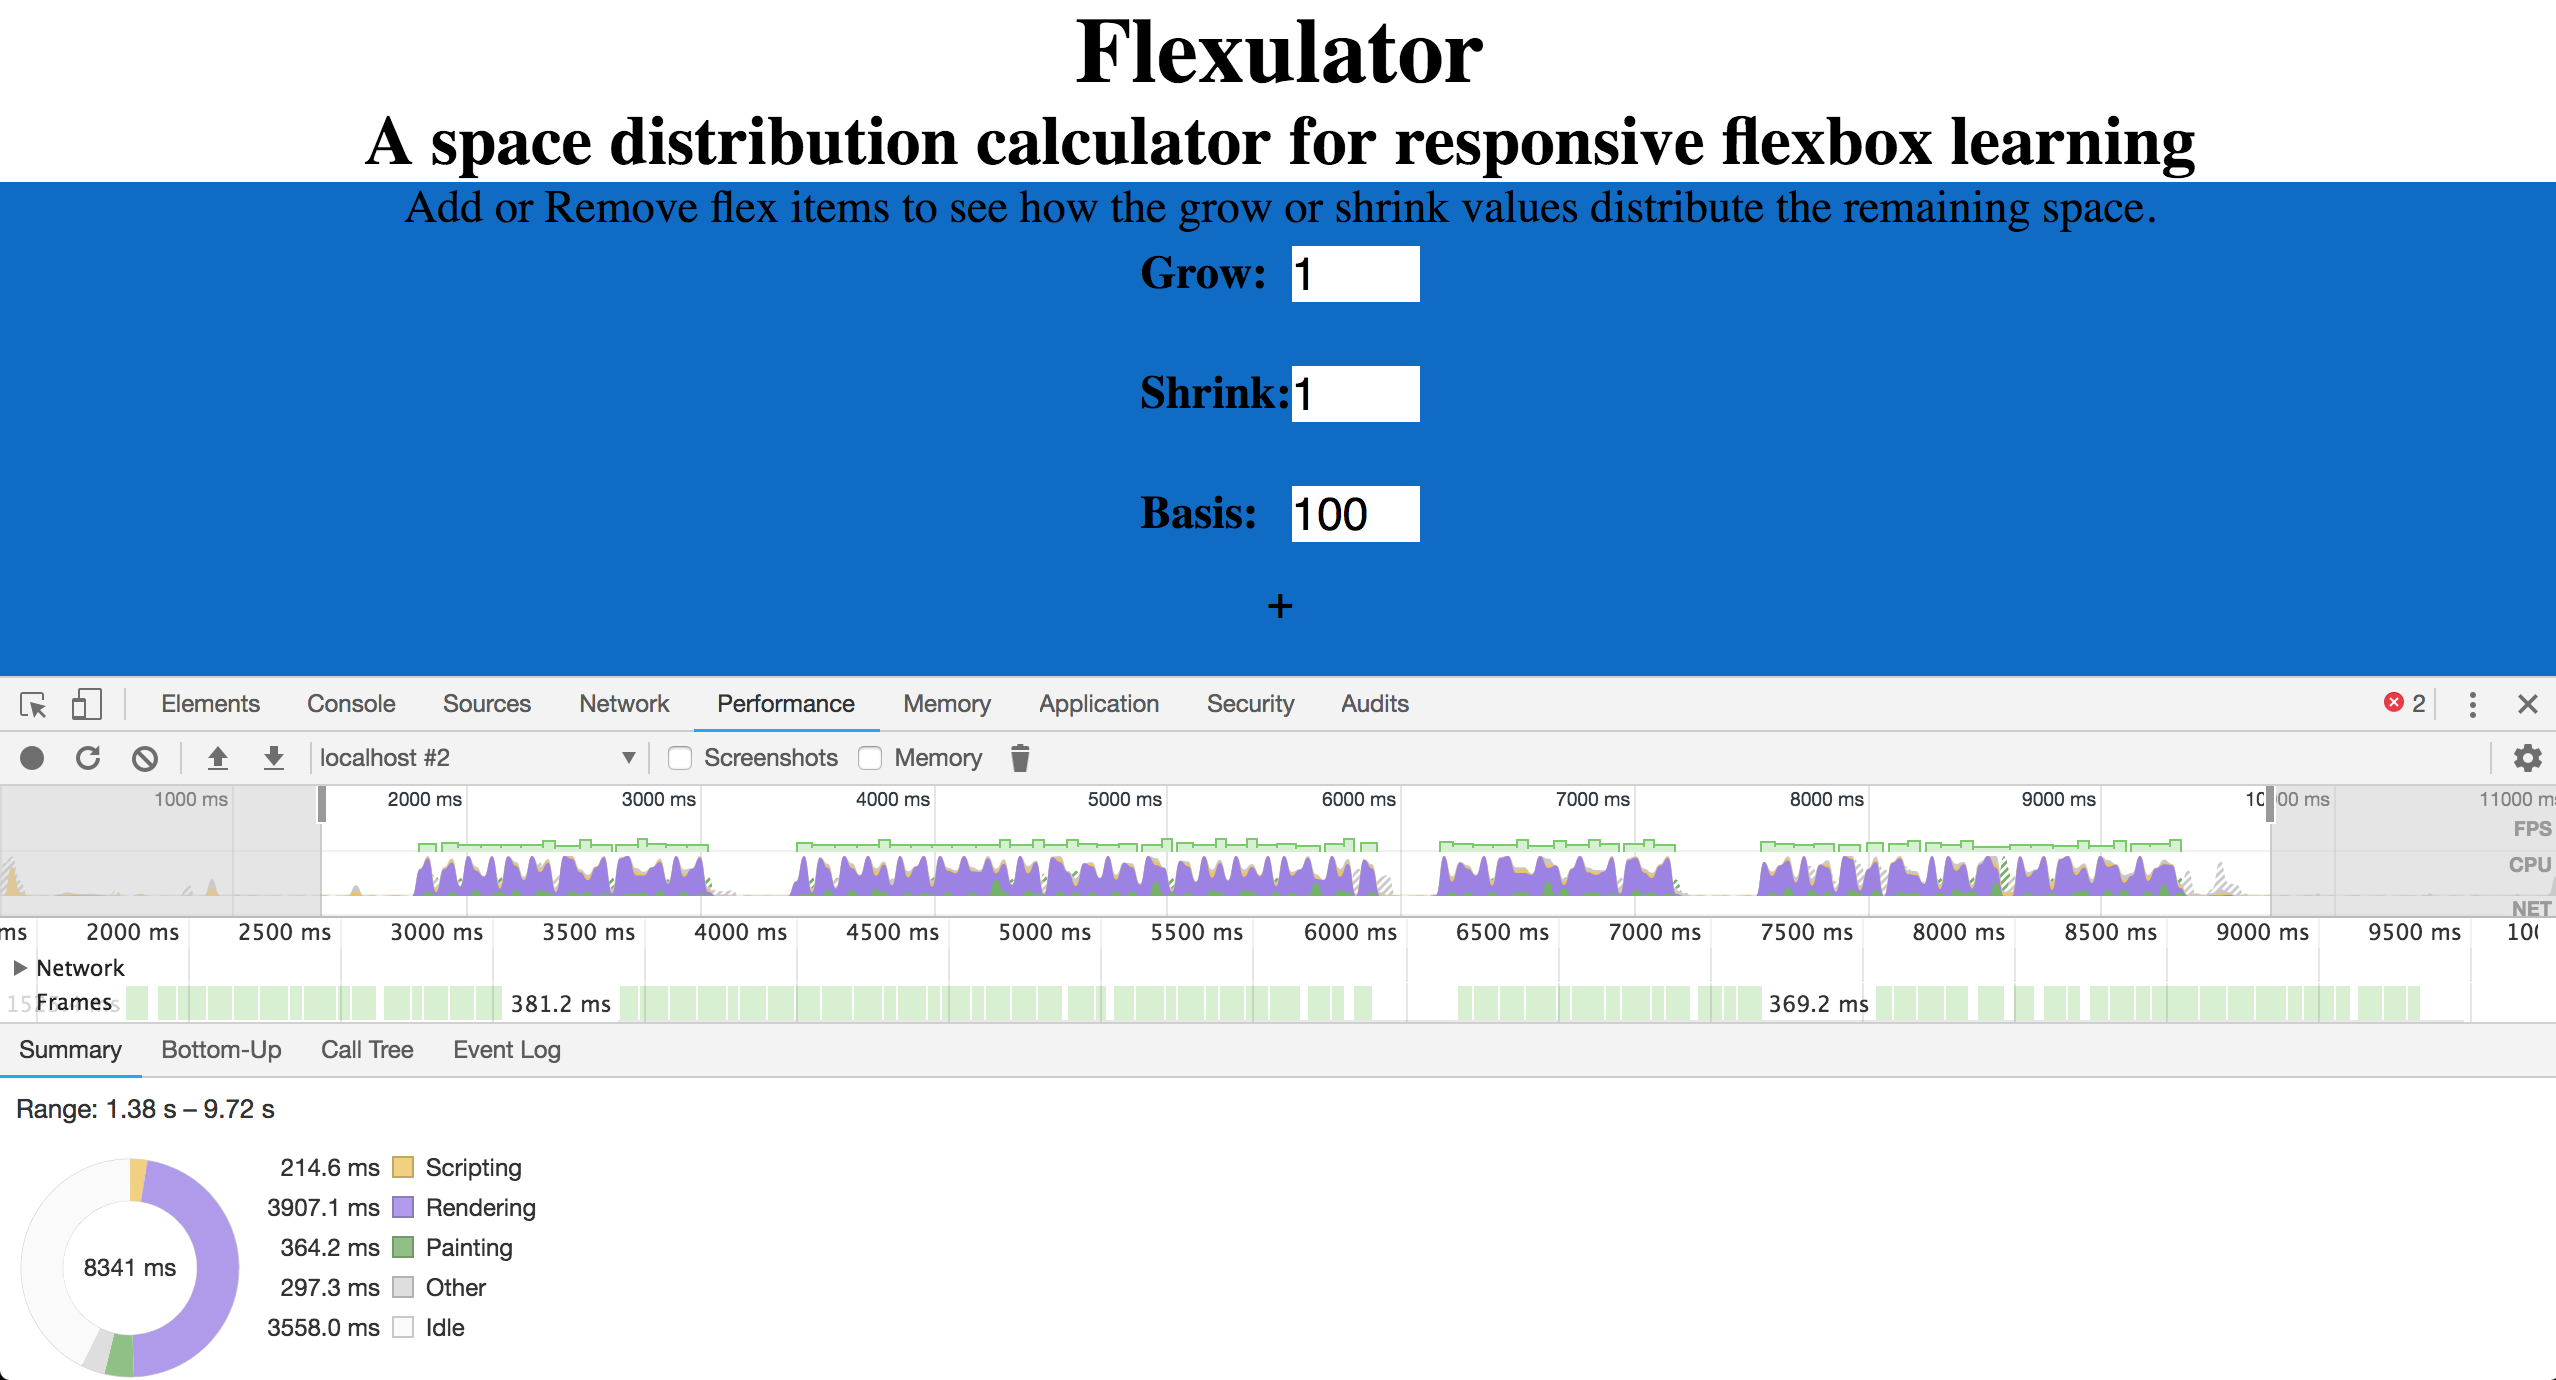 Flexulator
A space distribution calculator for responsive flexbox learning
Add or Remove flex items to see how the grow or shrink values distribute the remaining space.
Grow: 1
Shrink: 1
Basis: 100
+
Elements Console Sources Network Performance Memory Application Security Audits 2
localhost #2 Screenshots Memory
1000 ms 2000 ms 3000 ms 4000 ms 5000 ms 6000 ms 7000 ms 8000 ms 9000 ms 11000 m
FPS
CPU
NET
ms 2000 ms 2500 ms 3000 ms 3500 ms 4000 ms 4500 ms 5000 ms 5500 ms 6000 ms 6500 ms 7000 ms 7500 ms 8000 ms 8500 ms 9000 ms 9500 ms
Network
Frames 381.2 ms 369.2 ms
Summary Bottom-Up Call Tree Event Log
Range: 1.38 s – 9.72 s
214.6 ms Scripting
3907.1 ms Rendering
364.2 ms Painting
8341 ms
297.3 ms Other
3558.0 ms Idle